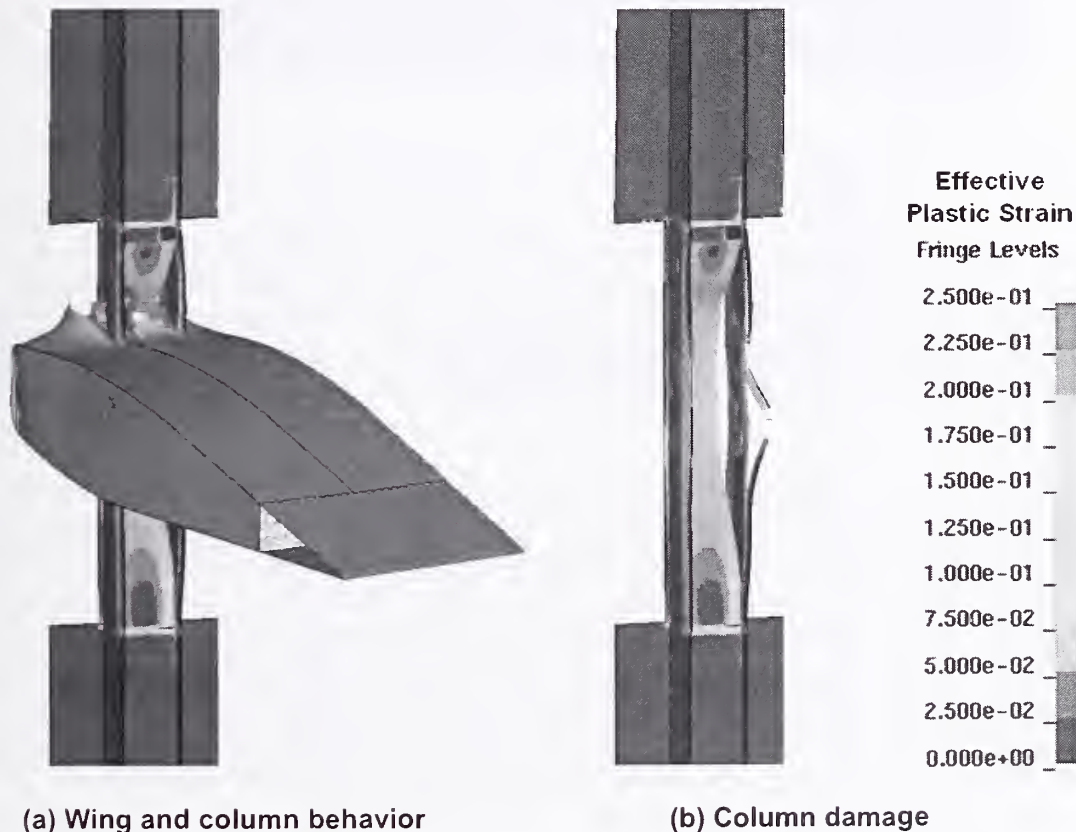 Effective
Plastic Strain
Fringe Levels
2.500e-01
2.250e-01
2.000e-01
1.750e-01
1.500e-01
1.250e-01
1.000e-01
7.500e-02
5.000e-02
2.500e-02
0.000e+00
(a) Wing and column behavior
(b) Column damage